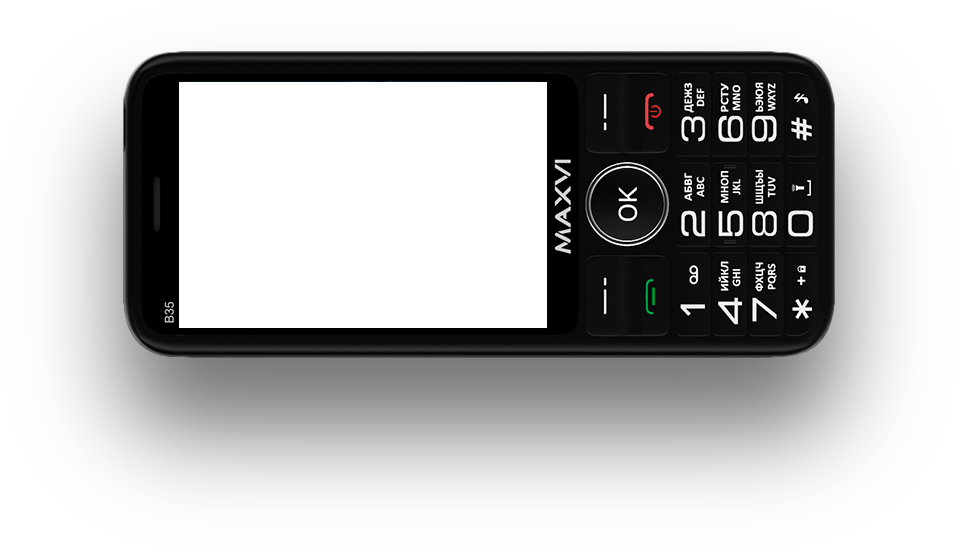 B35
MAXVI
OK
1
2 АБВГ
ABC
3 ДЕЖЗ
DEF
4 ИЙКЛ
GHI
5 МНОП
JKL
6 РСТУ
MNO
7 ФХЦЧ
PQRS
8 ШЩЪЫ
TUV
9 ЬЭЮЯ
WXYZ
* +
0
#